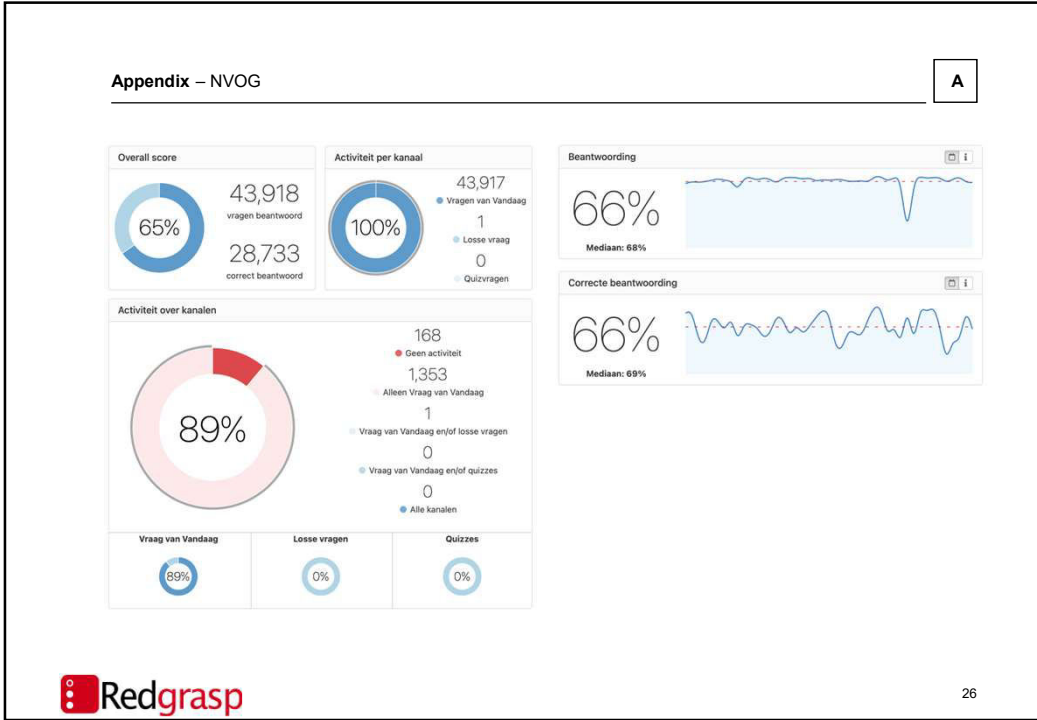 Appendix – NVOG
A
Overall score
65%
43,918
vragen beantwoord
28,733
correct beantwoord
Activiteit per kanaal
100%
43,917
Vragen van Vandaag
1
Losse vraag
0
Quizvragen
Activiteit over kanalen
89%
168
Geen activiteit
1,353
Alleen Vraag van Vandaag
1
Vraag van Vandaag en/of losse vragen
0
Vraag van Vandaag en/of quizzes
0
Alle kanalen
Vraag van Vandaag
89%
Losse vragen
0%
Quizzes
0%
Beantwoording
66%
Mediaan: 68%
Correcte beantwoording
66%
Mediaan: 69%
Redgrasp
26